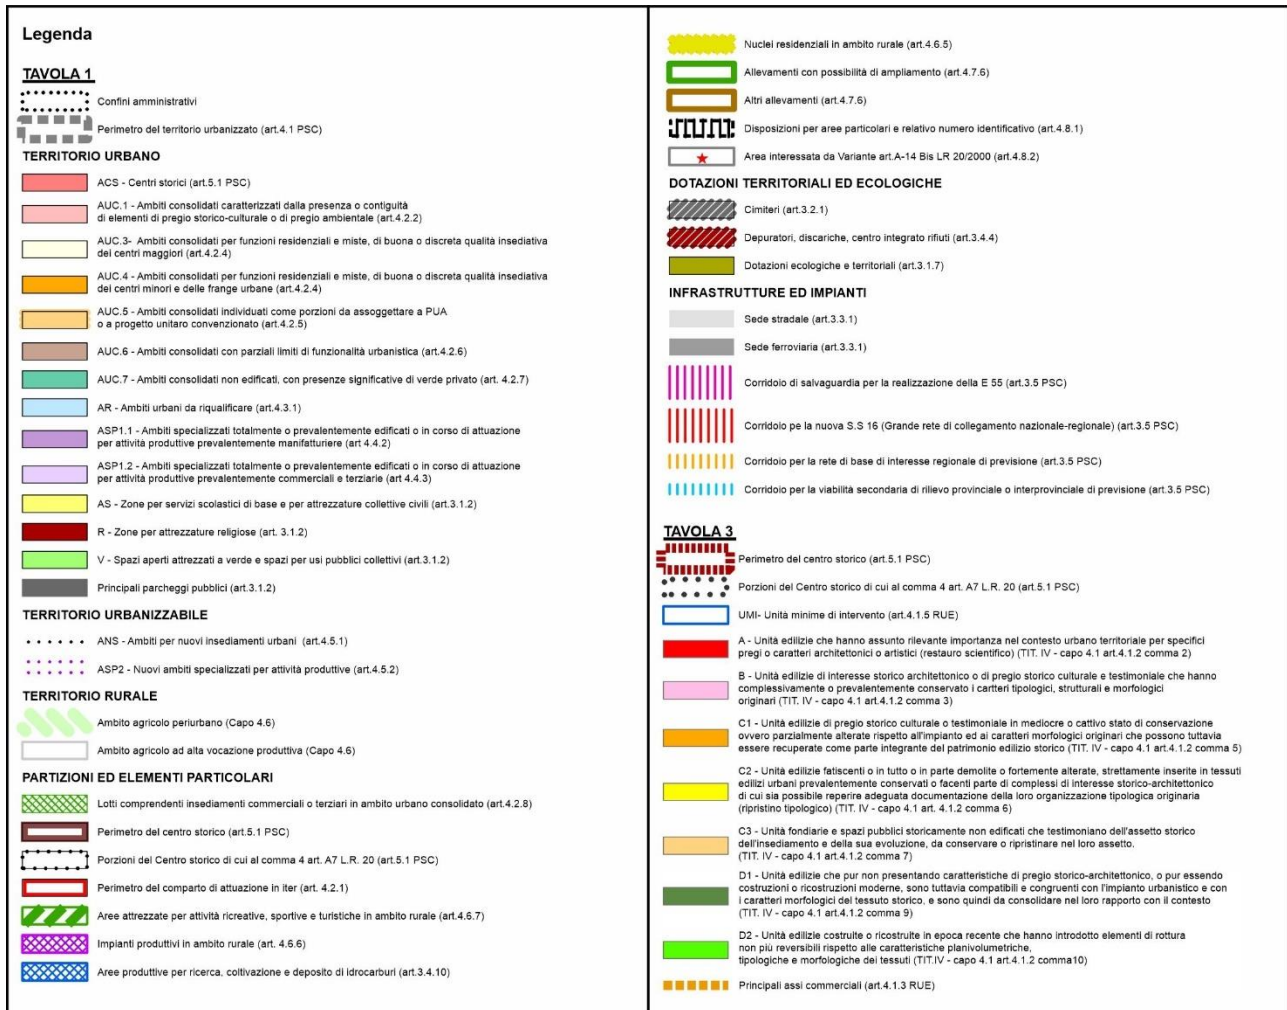 Legenda
TAVOLA 1
Confini amministrativi
Perimetro del territorio urbanizzato (art.4.1 PSC)
TERRITORIO URBANO
ACS - Centri storici (art.5.1 PSC)
AUC.1 - Ambiti consolidati caratterizzati dalla presenza o contiguità
di elementi di pregio storico-culturale o di pregio ambientale (art.4.2.2)
AUC.3- Ambiti consolidati per funzioni residenziali e miste, di buona o discreta qualità insediativa
dei centri maggiori (art.4.2.4)
AUC.4 - Ambiti consolidati per funzioni residenziali e miste, di buona o discreta qualità insediativa
dei centri minori e delle frange urbane (art.4.2.4)
AUC.5 - Ambiti consolidati individuati come porzioni da assoggettare a PUA
o a progetto unitario convenzionato (art.4.2.5)
AUC.6 - Ambiti consolidati con parziali limiti di funzionalità urbanistica (art.4.2.6)
AUC.7 - Ambiti consolidati non edificati, con presenze significative di verde privato (art. 4.2.7)
AR - Ambiti urbani da riqualificare (art.4.3.1)
ASP1.1 - Ambiti specializzati totalmente o prevalentemente edificati o in corso di attuazione
per attività produttive prevalentemente manifatturiere (art 4.4.2)
ASP1.2 - Ambiti specializzati totalmente o prevalentemente edificati o in corso di attuazione
per attività produttive prevalentemente commerciali e terziarie (art 4.4.3)
AS - Zone per servizi scolastici di base e per attrezzature collettive civili (art.3.1.2)
R - Zone per attrezzature religiose (art. 3.1.2)
V - Spazi aperti attrezzati a verde e spazi per usi pubblici collettivi (art.3.1.2)
Principali parcheggi pubblici (art.3.1.2)
TERRITORIO URBANIZZABILE
ANS - Ambiti per nuovi insediamenti urbani (art.4.5.1)
ASP2 - Nuovi ambiti specializzati per attività produttive (art.4.5.2)
TERRITORIO RURALE
Ambito agricolo periurbano (Capo 4.6)
Ambito agricolo ad alta vocazione produttiva (Capo 4.6)
PARTIZIONI ED ELEMENTI PARTICOLARI
Lotti comprendenti insediamenti commerciali o terziari in ambito urbano consolidato (art.4.2.8)
Perimetro del centro storico (art.5.1 PSC)
Porzioni del Centro storico di cui al comma 4 art. A7 L.R. 20 (art.5.1 PSC)
Perimetro del comparto di attuazione in iter (art. 4.2.1)
Aree attrezzate per attività ricreative, sportive e turistiche in ambito rurale (art.4.6.7)
Impianti produttivi in ambito rurale (art. 4.6.6)
Aree produttive per ricerca, coltivazione e deposito di idrocarburi (art.3.4.10)
Nuclei residenziali in ambito rurale (art.4.6.5)
Allevamenti con possibilità di ampliamento (art.4.7.6)
Altri allevamenti (art.4.7.6)
Disposizioni per aree particolari e relativo numero identificativo (art.4.8.1)
Area interessata da Variante art.A-14 Bis LR 20/2000 (art.4.8.2)
DOTAZIONI TERRITORIALI ED ECOLOGICHE
Cimiteri (art.3.2.1)
Depuratori, discariche, centro integrato rifiuti (art.3.4.4)
Dotazioni ecologiche e territoriali (art.3.1.7)
INFRASTRUTTURE ED IMPIANTI
Sede stradale (art.3.3.1)
Sede ferroviaria (art.3.3.1)
Corridoio di salvaguardia per la realizzazione della E 55 (art.3.5 PSC)
Corridoio pe la nuova S.S 16 (Grande rete di collegamento nazionale-regionale) (art.3.5 PSC)
Corridoio per la rete di base di interesse regionale di previsione (art.3.5 PSC)
Corridoio per la viabilità secondaria di rilievo provinciale o interprovinciale di previsione (art.3.5 PSC)
TAVOLA 3
Perimetro del centro storico (art.5.1 PSC)
Porzioni del Centro storico di cui al comma 4 art. A7 L.R. 20 (art.5.1 PSC)
UMI- Unità minime di intervento (art.4.1.5 RUE)
A - Unità edilizie che hanno assunto rilevante importanza nel contesto urbano territoriale per specifici
pregi o caratteri architettonici o artistici (restauro scientifico) (TIT. IV - capo 4.1 art.4.1.2 comma 2)
B - Unità edilizie di interesse storico architettonico o di pregio storico culturale e testimoniale che hanno
complessivamente o prevalentemente conservato i cartteri tipologici, strutturali e morfologici
originari (TIT. IV - capo 4.1 art.4.1.2 comma 3)
C1 - Unità edilizie di pregio storico culturale o testimoniale in mediocre o cattivo stato di conservazione
ovvero parzialmente alterate rispetto all'impianto ed ai caratteri morfologici originari che possono tuttavia
essere recuperate come parte integrante del patrimonio edilizio storico (TIT. IV - capo 4.1 art.4.1.2 comma 5)
C2 - Unità edilizie fatiscenti o in tutto o in parte demolite o fortemente alterate, strettamente inserite in tessuti
edilizi urbani prevalentemente conservati o facenti parte di complessi di interesse storico-architettonico
di cui sia possibile reperire adeguata documentazione della loro organizzazione tipologica originaria
(ripristino tipologico) (TIT. IV - capo 4.1 art. 4.1.2 comma 6)
C3 - Unità fondiarie e spazi pubblici storicamente non edificati che testimoniano dell'assetto storico
dell'insediamento e della sua evoluzione, da conservare o ripristinare nel loro assetto.
(TIT. IV - capo 4.1 art.4.1.2 comma 7)
D1 - Unità edilizie che pur non presentando caratteristiche di pregio storico-architettonico, o pur essendo
costruzioni o ricostruzioni moderne, sono tuttavia compatibili e congruenti con l'impianto urbanistico e con
i caratteri morfologici del tessuto storico, e sono quindi da consolidare nel loro rapporto con il contesto
(TIT. IV - capo 4.1 art.4.1.2 comma 9)
D2 - Unità edilizie costruite o ricostruite in epoca recente che hanno introdotto elementi di rottura
non più reversibili rispetto alle caratteristiche planivolumetriche,
tipologiche e morfologiche dei tessuti (TIT.IV - capo 4.1 art.4.1.2 comma10)
Principali assi commerciali (art.4.1.3 RUE)